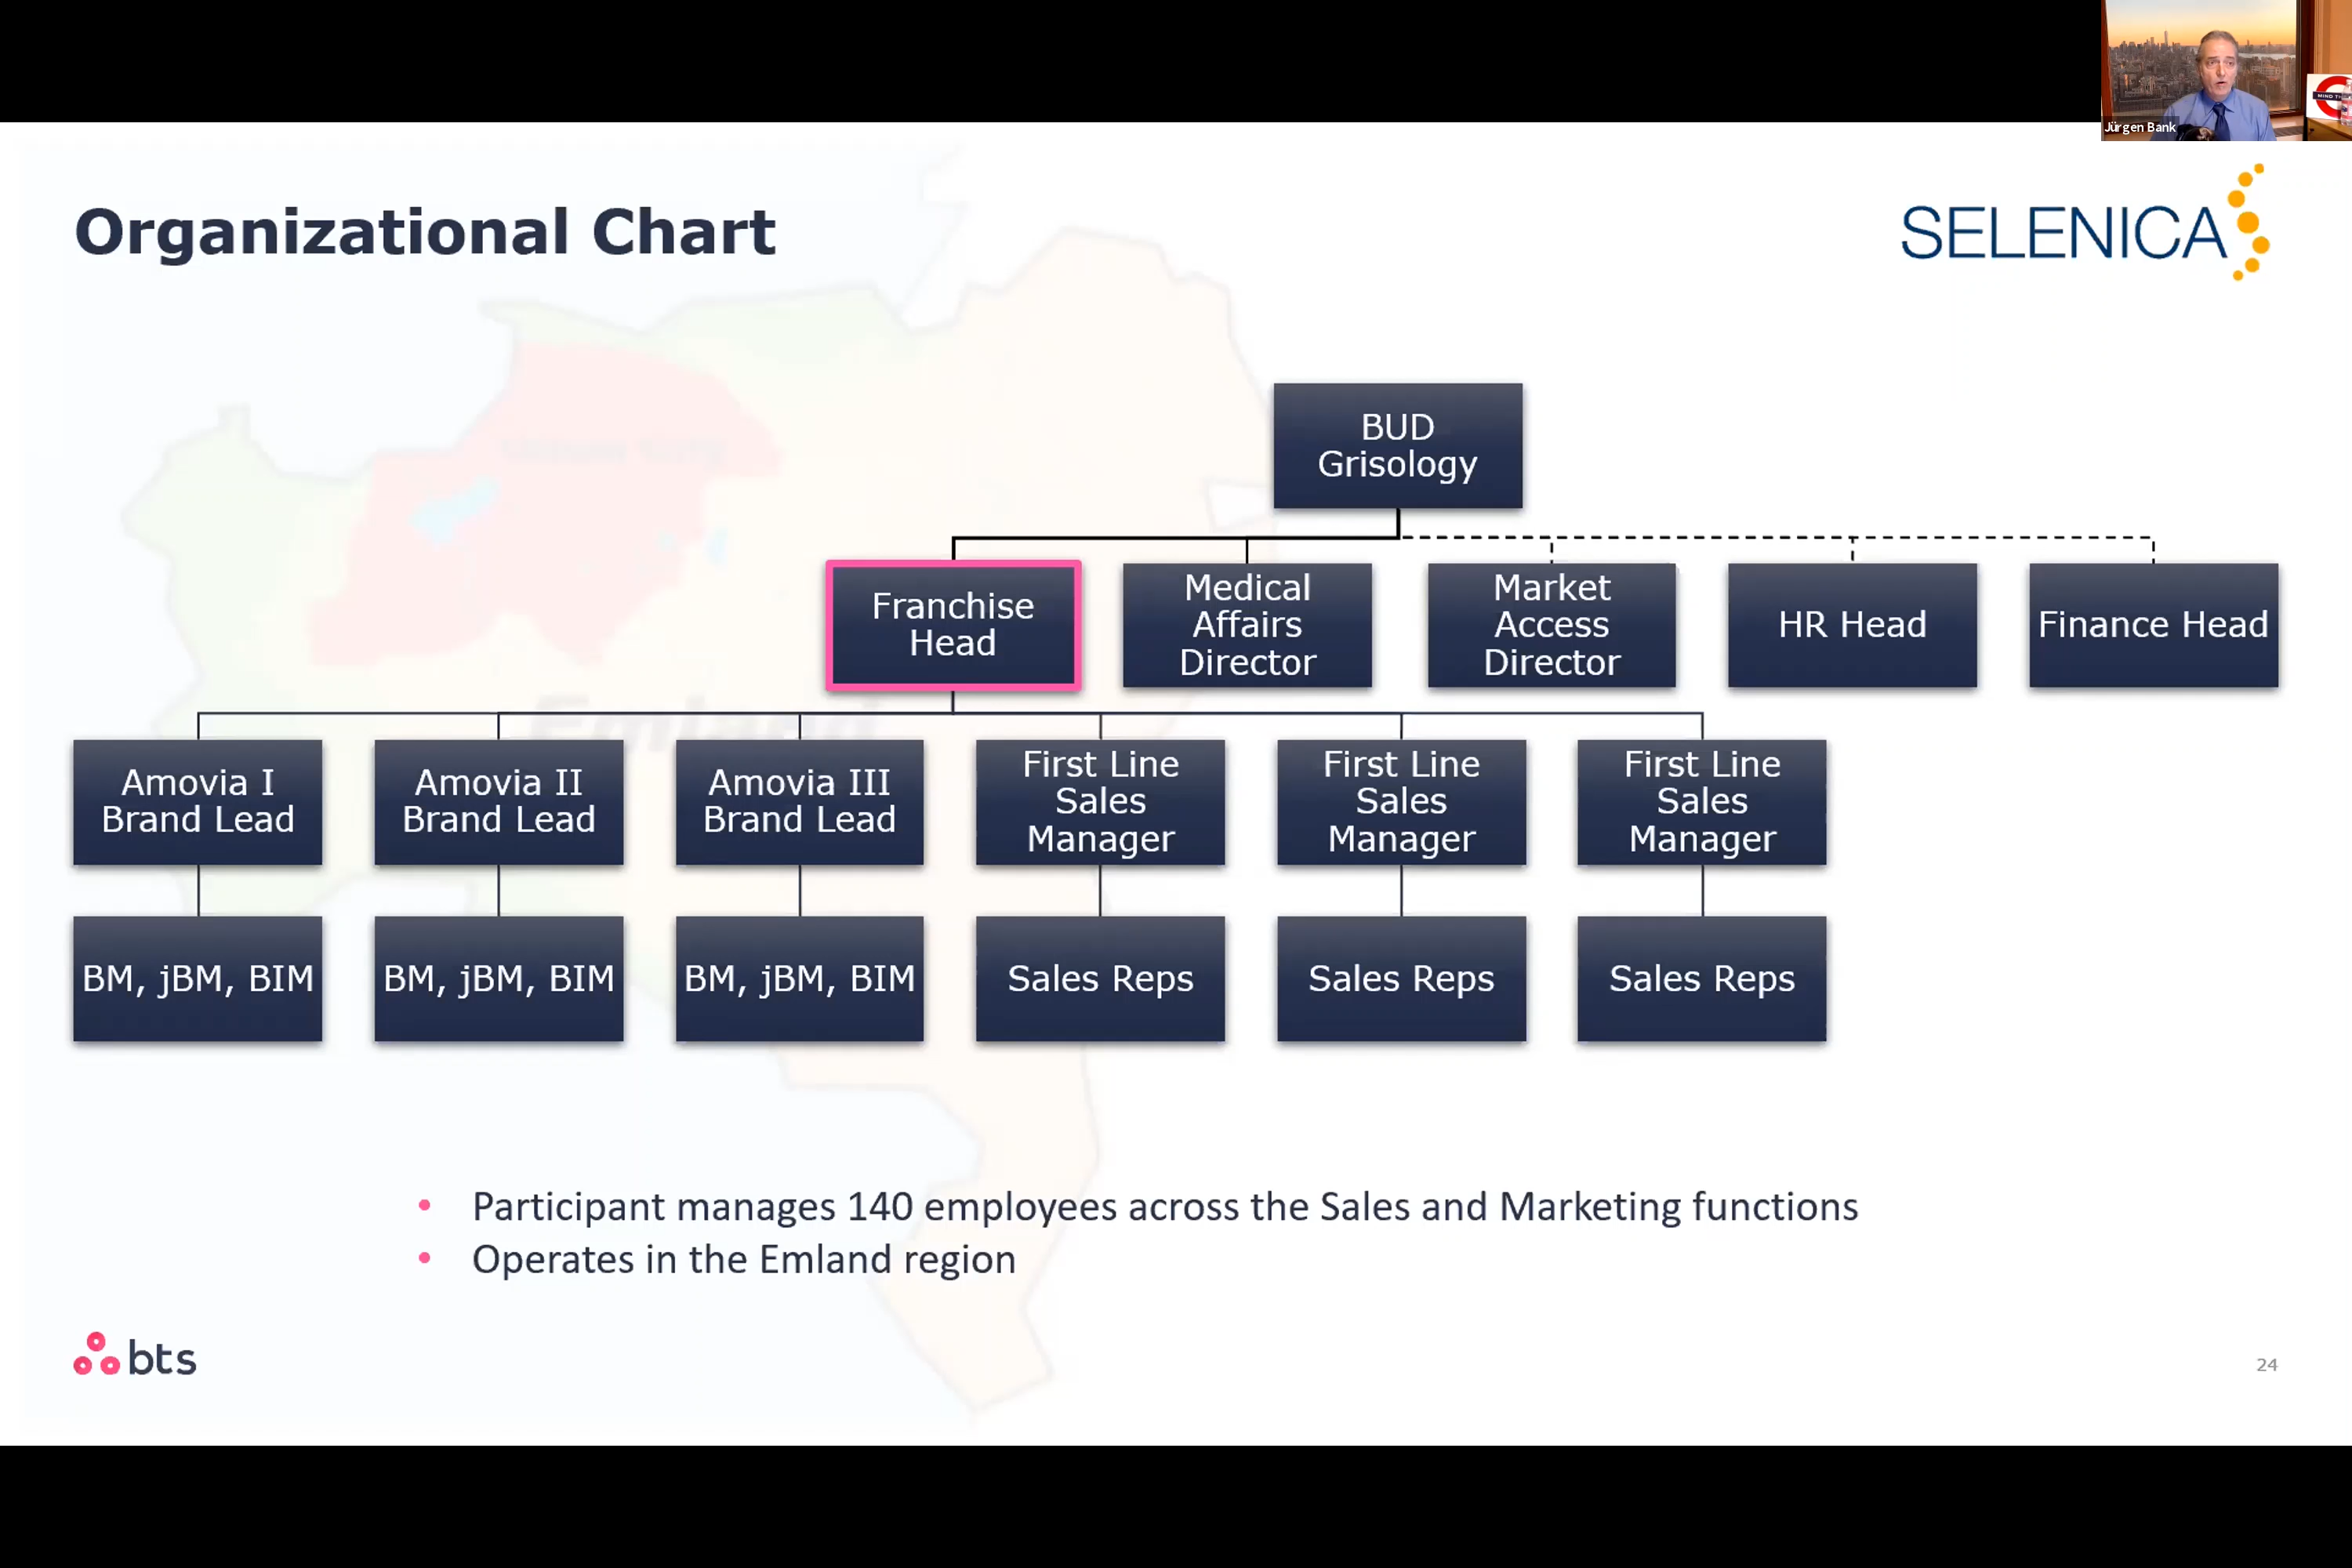 Jürgen Bank
Organizational Chart
SELENICA
BUD
Grisology
Franchise
Head
Medical
Affairs
Director
Market
Access
Director
HR Head
Finance Head
Emland
Amovia I
Brand Lead
Amovia II
Brand Lead
Amovia III
Brand Lead
First Line
Sales
Manager
First Line
Sales
Manager
First Line
Sales
Manager
BM, jBM, BIM
BM, jBM, BIM
BM, jBM, BIM
Sales Reps
Sales Reps
Sales Reps
• Participant manages 140 employees across the Sales and Marketing functions
• Operates in the Emland region
bts
24